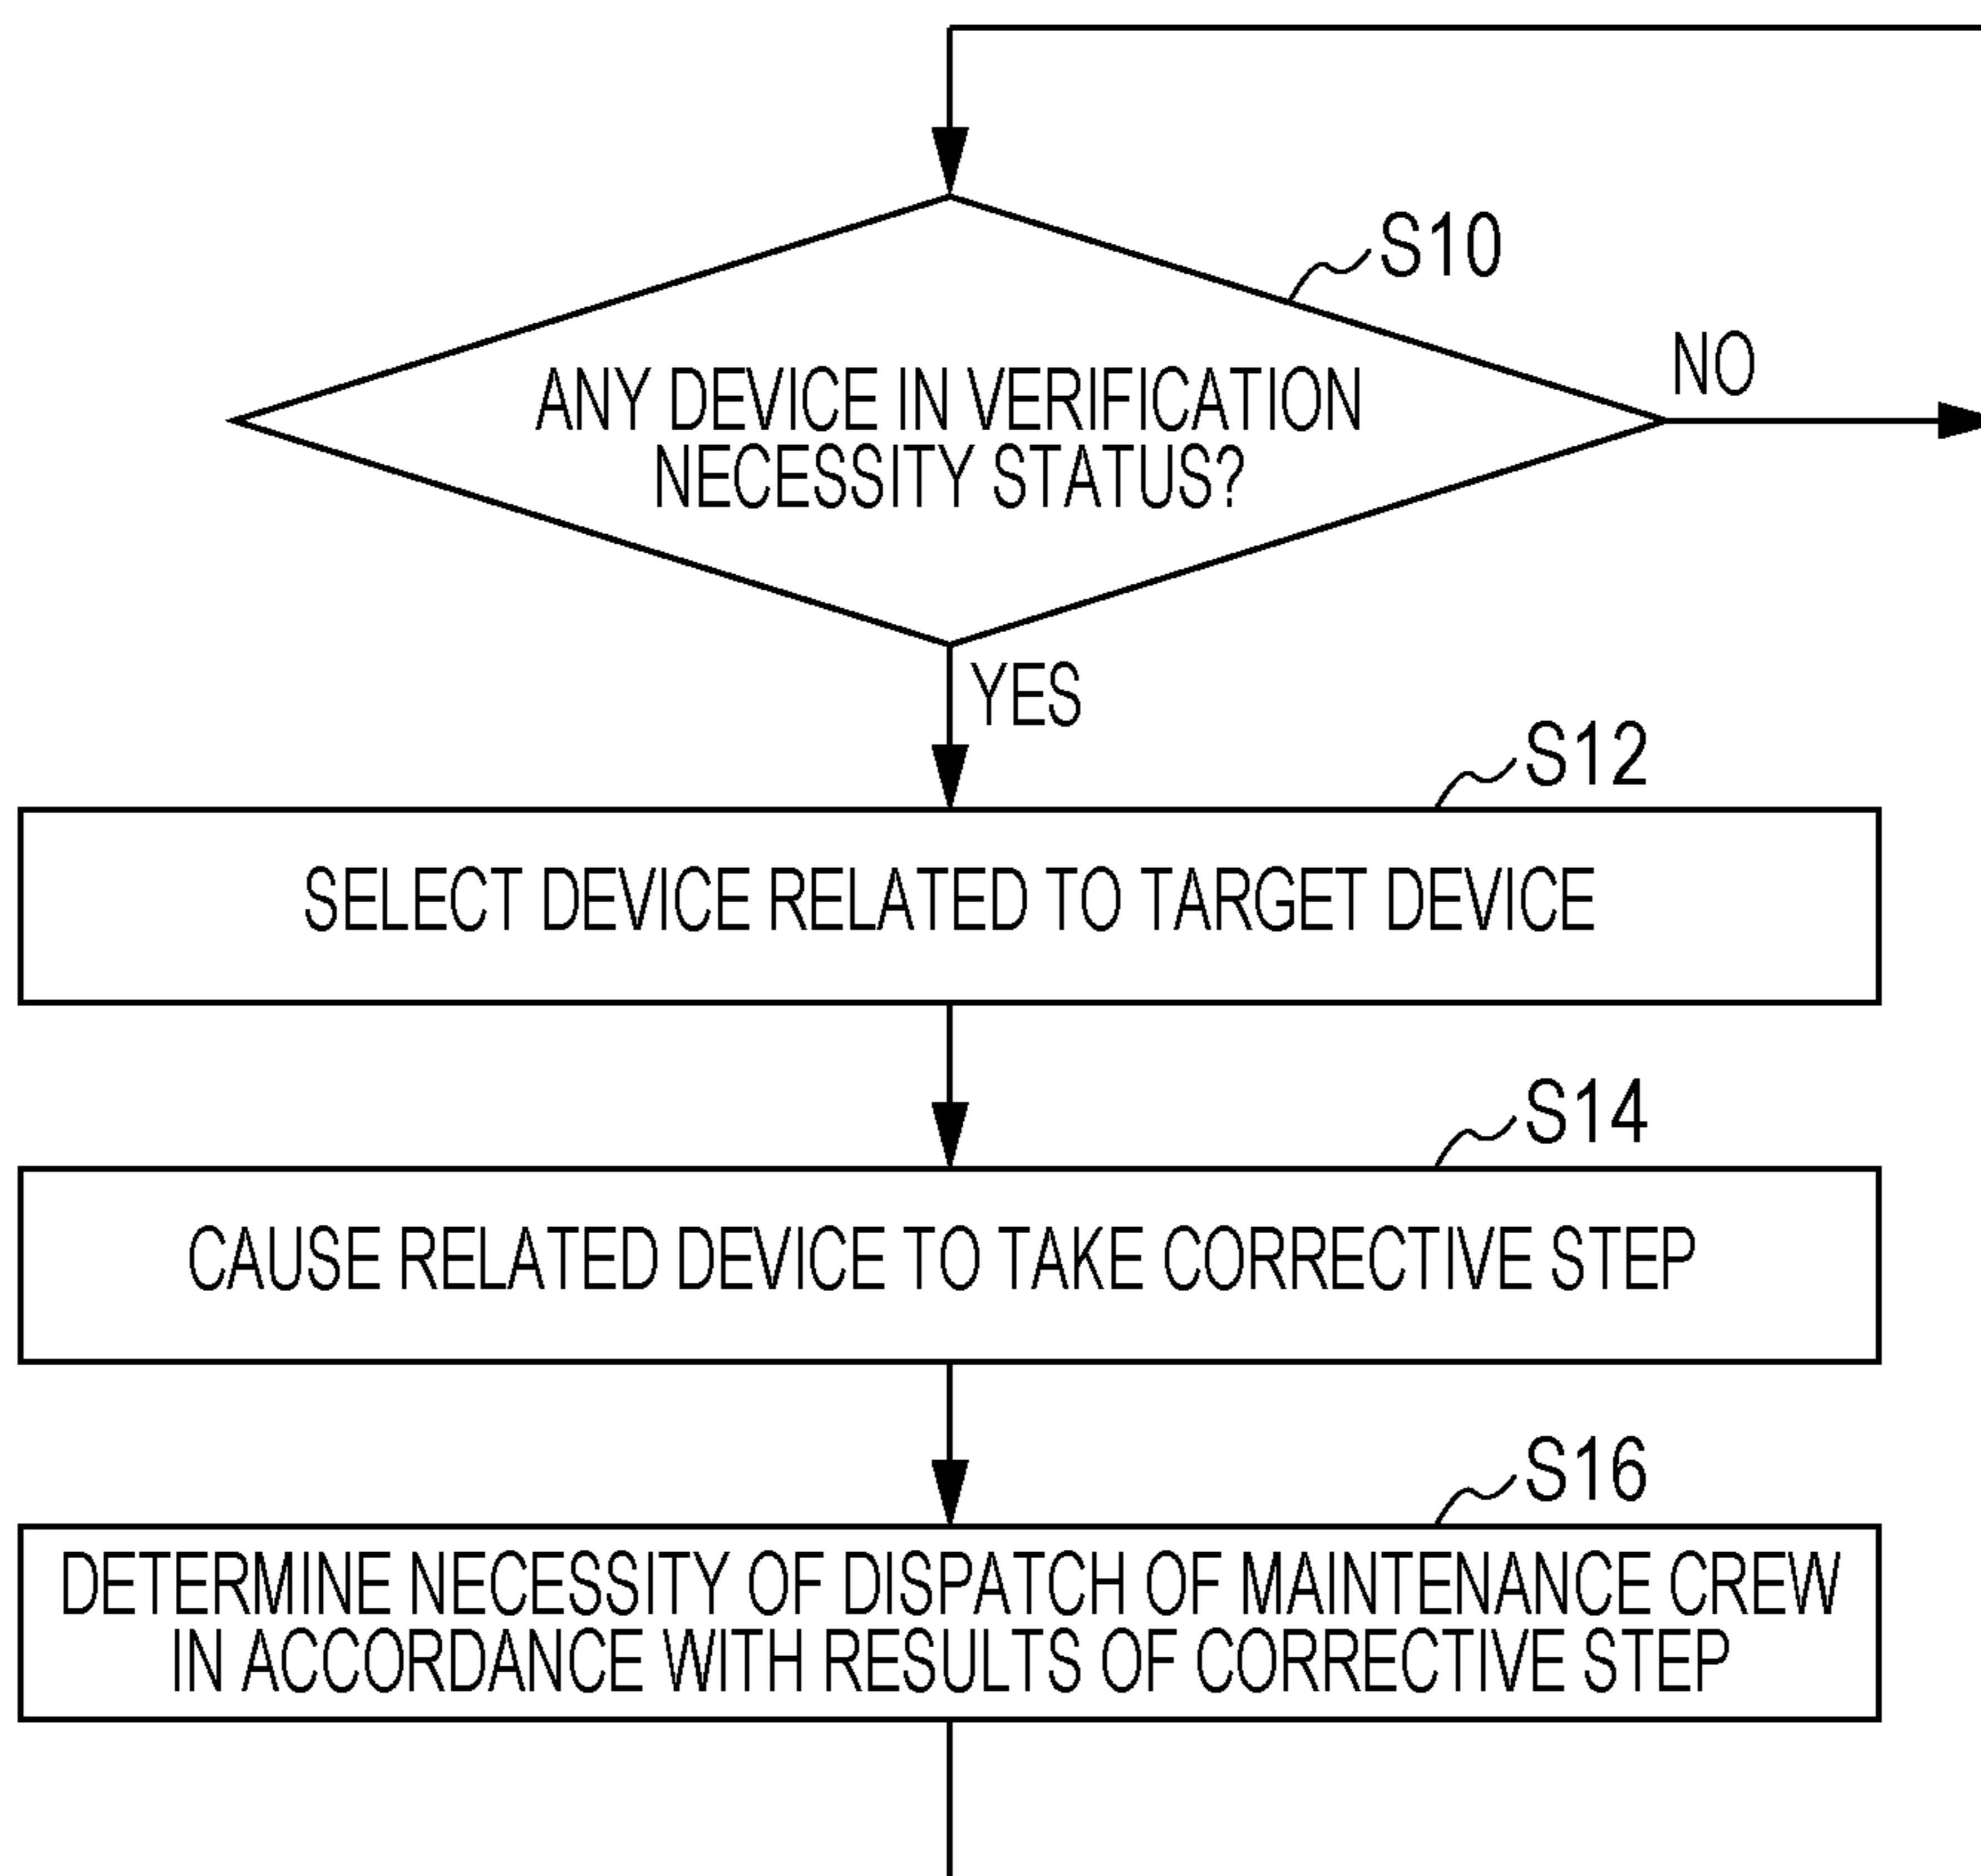 S10
ANY DEVICE IN VERIFICATION
NECESSITY STATUS?
NO
YES
S12
SELECT DEVICE RELATED TO TARGET DEVICE
S14
CAUSE RELATED DEVICE TO TAKE CORRECTIVE STEP
S16
DETERMINE NECESSITY OF DISPATCH OF MAINTENANCE CREW
IN ACCORDANCE WITH RESULTS OF CORRECTIVE STEP